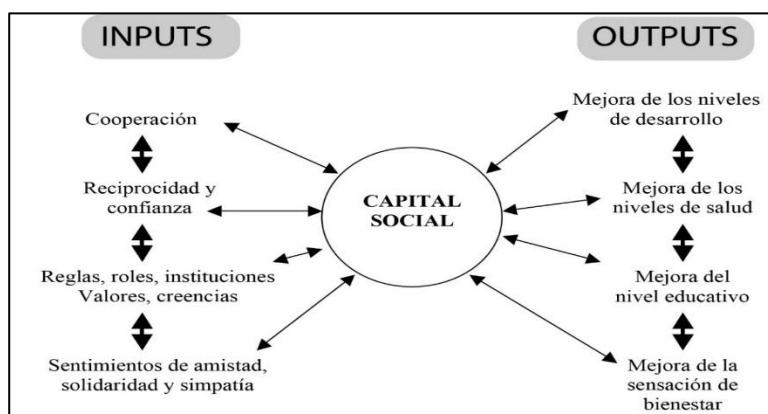 INPUTS
OUTPUTS
Cooperación
Reciprocidad y
confianza
Reglas, roles, instituciones
Valores, creencias
Sentimientos de amistad,
solidaridad y simpatía
CAPITAL
SOCIAL
Mejora de los niveles
de desarrollo
Mejora de los
niveles de salud
Mejora del
nivel educativo
Mejora de la
sensación de
bienestar